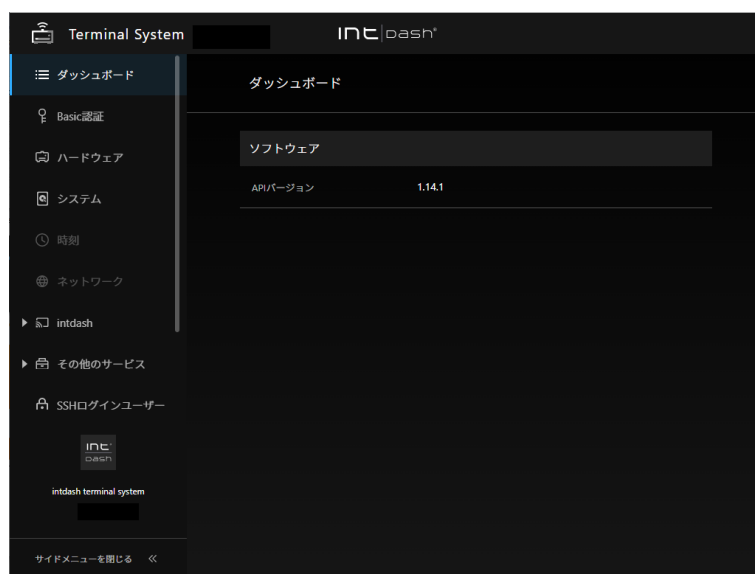 Terminal System
intdash®
ダッシュボード
ダッシュボード
Basic認証
ハードウェア
システム
時刻
ネットワーク
intdash
その他のサービス
SSHログインユーザー
ソフトウェア
APIバージョン 1.14.1
int
dash
intdash terminal system
サイドメニューを閉じる